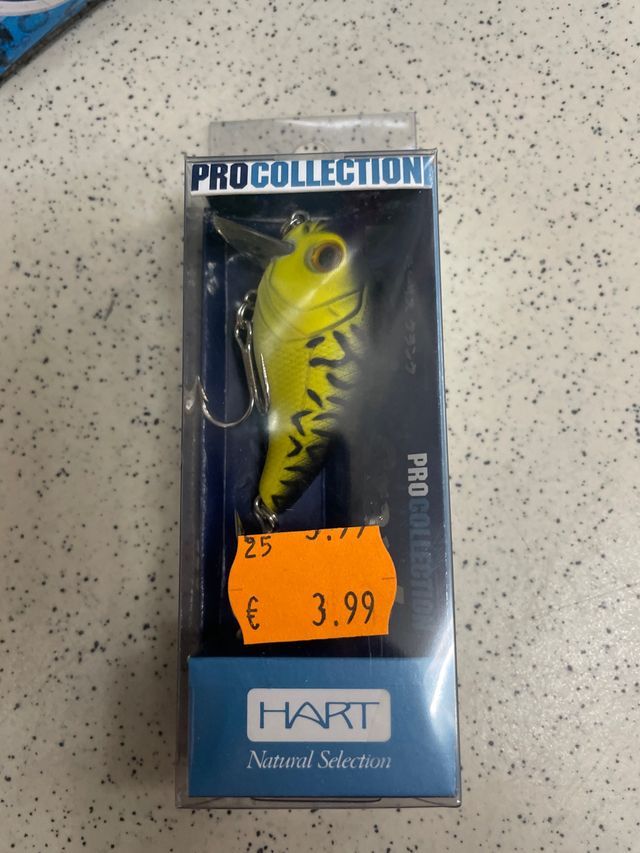 PROCOLLECTION
PRO COLLECTION
25
€ 3.99
HART
Natural Selection